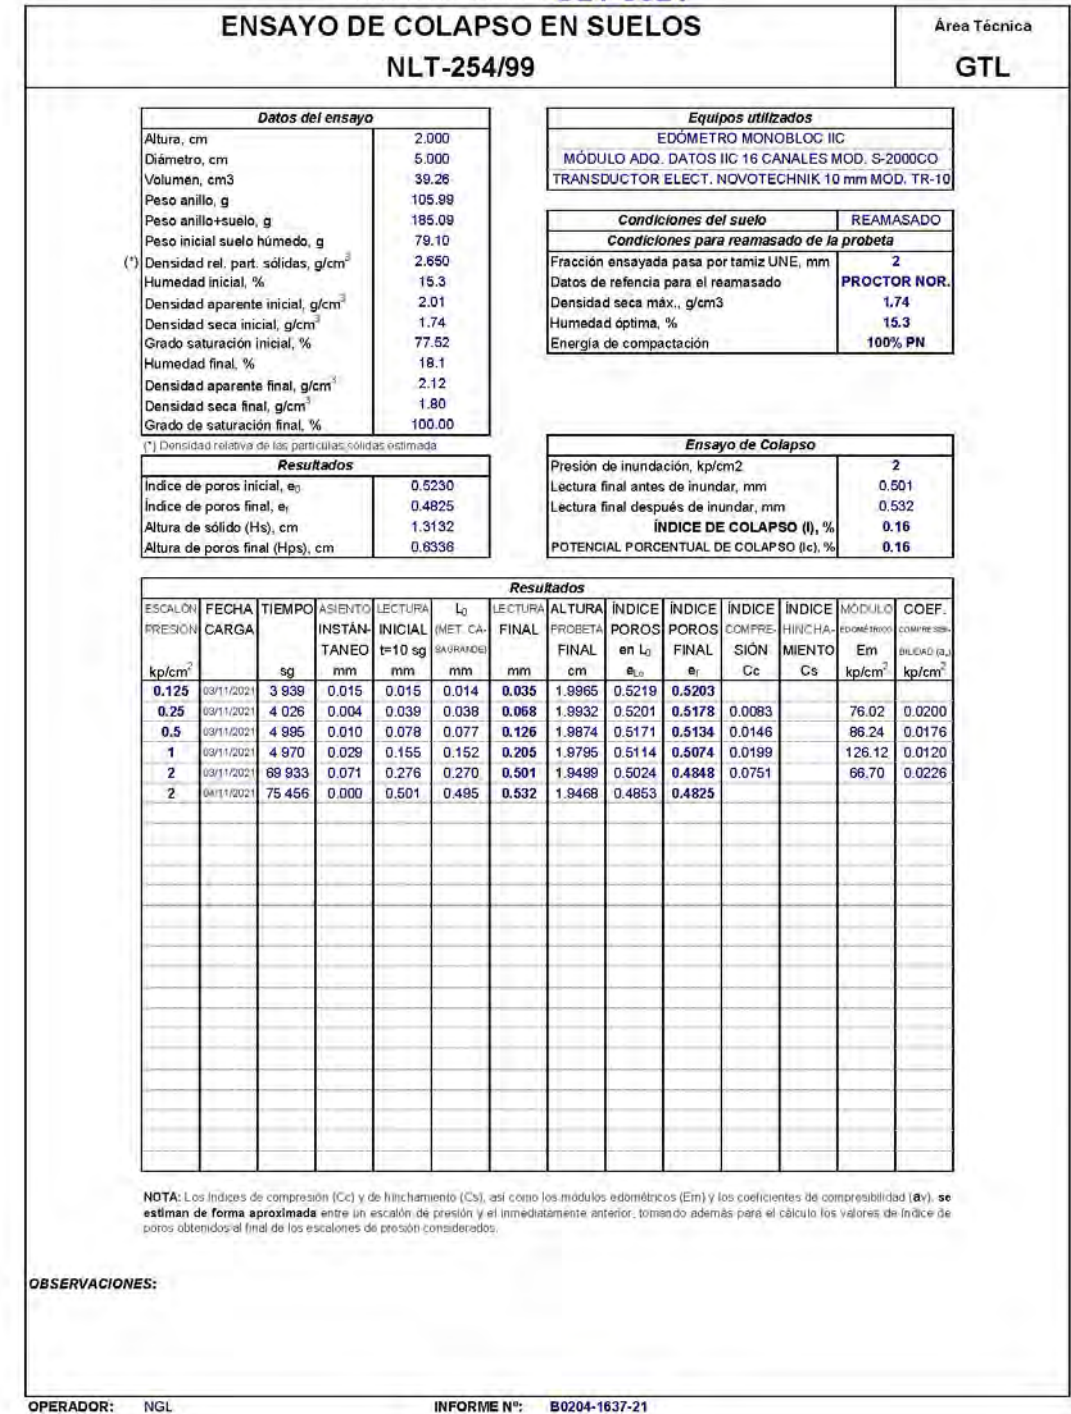 ENSAYO DE COLAPSO EN SUELOS
NLT-254/99
Área Técnica
GTL
Datos del ensayo
Altura, cm 2.000
Diámetro, cm 5.000
Volumen, cm3 39.26
Peso anillo, g 105.99
Peso anillo+suelo, g 185.09
Peso inicial suelo húmedo, g 79.10
(*) Densidad rel. part. sólidas, g/cm³ 2.650
Humedad inicial, % 15.3
Densidad aparente inicial, g/cm³ 2.01
Densidad seca inicial, g/cm³ 1.74
Grado saturación inicial, % 77.52
Humedad final, % 18.1
Densidad aparente final, g/cm³ 2.12
Densidad seca final, g/cm³ 1.80
Grado de saturación final, % 100.00
(*) Densidad relativa de las partículas sólidas estimada
Resultados
Índice de poros inicial, e₀ 0.5230
Índice de poros final, ef 0.4825
Altura de sólido (Hs), cm 1.3132
Altura de poros final (Hps), cm 0.6336
Equipos utilizados
EDÓMETRO MONOBLOC IIC
MÓDULO ADQ. DATOS IIC 16 CANALES MOD. S-2000CO
TRANSDUCTOR ELECT. NOVOTECHNIK 10 mm MOD. TR-10
Condiciones del suelo REAMASADO
Condiciones para reamasado de la probeta
Fracción ensayada pasa por tamiz UNE, mm 2
Datos de refencia para el reamasado PROCTOR NOR.
Densidad seca máx., g/cm3 1.74
Humedad óptima, % 15.3
Energía de compactación 100% PN
Ensayo de Colapso
Presión de inundación, kp/cm2 2
Lectura final antes de inundar, mm 0.501
Lectura final después de inundar, mm 0.532
ÍNDICE DE COLAPSO (I), % 0.16
POTENCIAL PORCENTUAL DE COLAPSO (Ic), % 0.16
Resultados
ESCALÓN FECHA TIEMPO ASIENTO LECTURA L₀ LECTURA ALTURA ÍNDICE ÍNDICE ÍNDICE ÍNDICE MÓDULO COEF.
PRESIÓN CARGA INSTÁN- INICIAL (MET. CA- FINAL PROBETA POROS POROS COMPRE- HINCHA- EDOMÉTRICO COMPRESI-
TANEO t=10 sg SAGRANDE) FINAL en L₀ FINAL SIÓN MIENTO Em BILIDAD (aᵥ)
kp/cm² sg mm mm mm mm cm eL₀ ef Cc Cs kp/cm² kp/cm²
0.125 03/11/2021 3 939 0.015 0.015 0.014 0.035 1.9965 0.5219 0.5203
0.25 03/11/2021 4 026 0.004 0.039 0.038 0.068 1.9932 0.5201 0.5178 0.0083 76.02 0.0200
0.5 03/11/2021 4 995 0.010 0.078 0.077 0.126 1.9874 0.5171 0.5134 0.0146 86.24 0.0176
1 03/11/2021 4 970 0.029 0.155 0.152 0.205 1.9795 0.5114 0.5074 0.0199 126.12 0.0120
2 03/11/2021 69 933 0.071 0.276 0.270 0.501 1.9499 0.5024 0.4848 0.0751 66.70 0.0226
2 04/11/2021 75 456 0.000 0.501 0.495 0.532 1.9468 0.4853 0.4825
NOTA: Los índices de compresión (Cc) y de hinchamiento (Cs), así como los módulos edométricos (Em) y los coeficientes de compresibilidad (av), se
estiman de forma aproximada entre un escalón de presión y el inmediatamente anterior, tomando además para el cálculo los valores de índice de
poros obtenidos al final de los escalones de presión considerados.
OBSERVACIONES:
OPERADOR: NGL INFORME Nº: B0204-1637-21